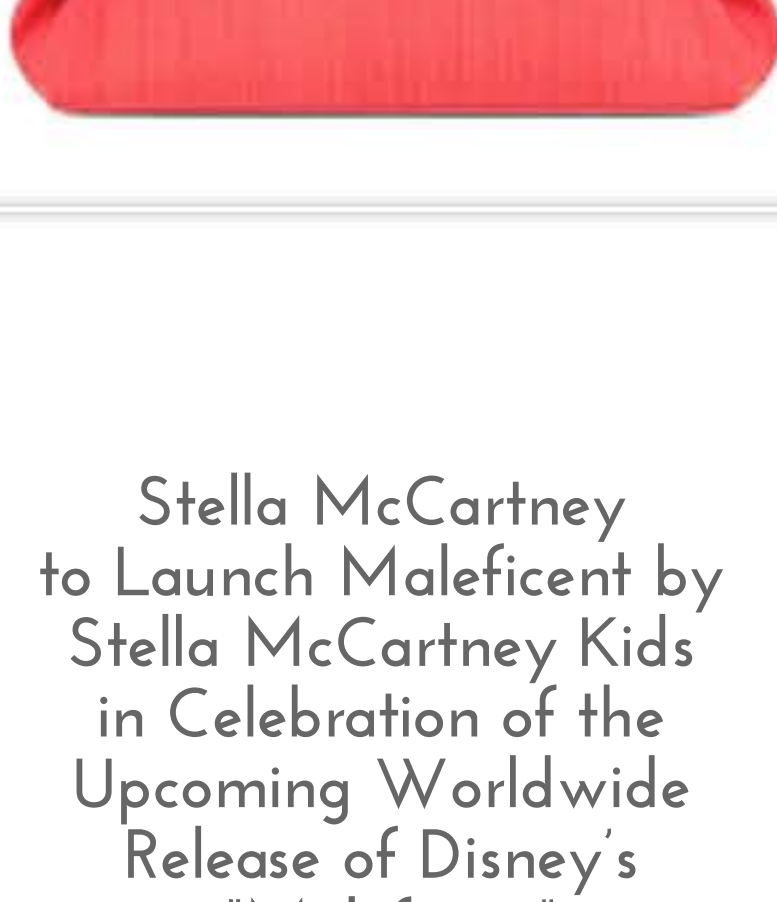 Stella McCartney
to Launch Maleficent by
Stella McCartney Kids
in Celebration of the
Upcoming Worldwide
Release of Disney’s